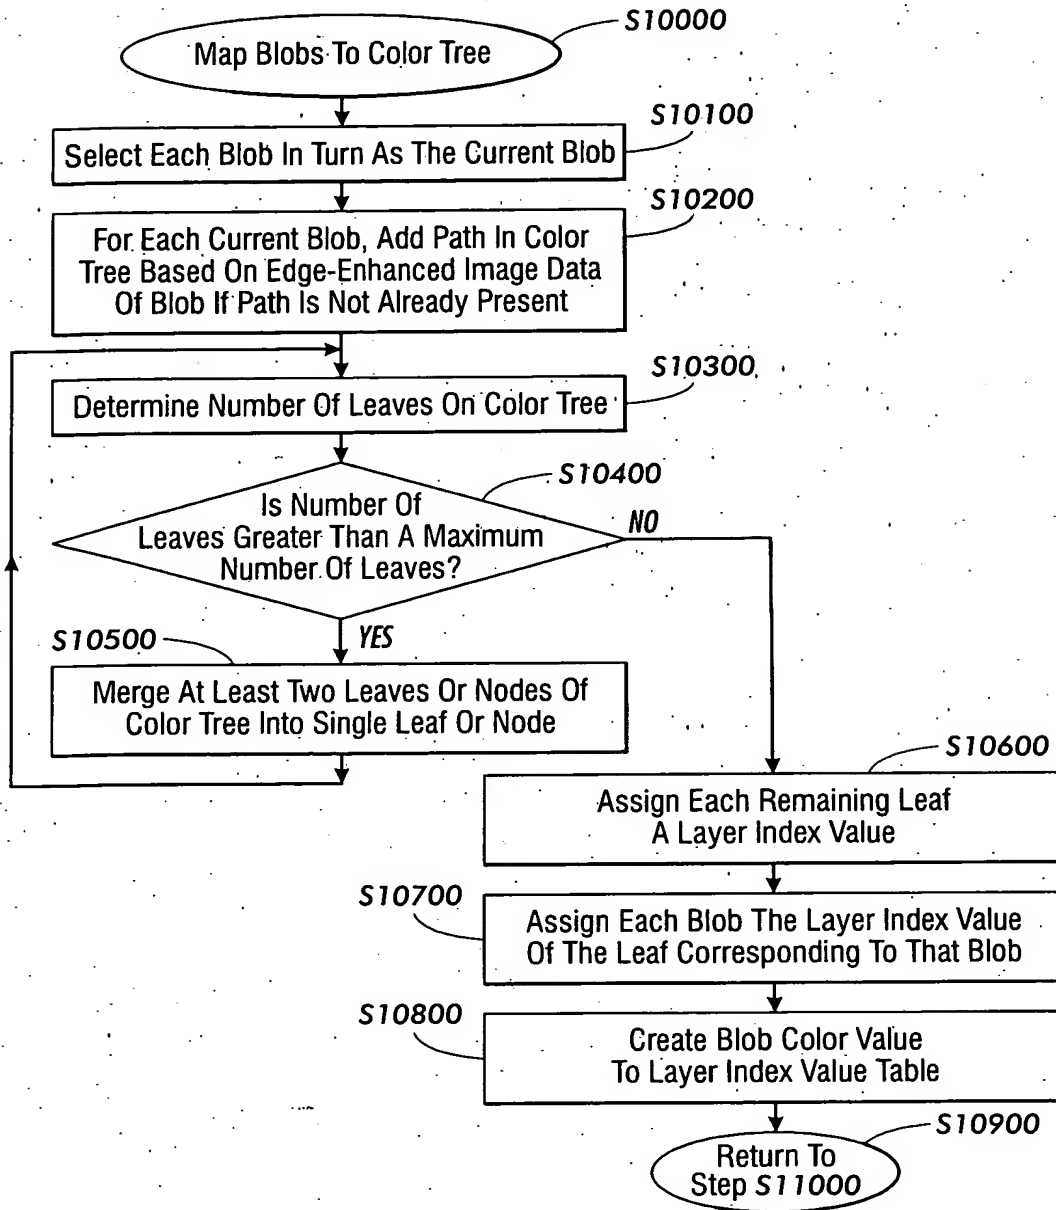 S10000
Map Blobs To Color Tree
S10100
Select Each Blob In Turn As The Current Blob
S10200
For Each Current Blob, Add Path In Color
Tree Based On Edge-Enhanced Image Data
Of Blob If Path Is Not Already Present
S10300
Determine Number Of Leaves On Color Tree
S10400
Is Number Of
Leaves Greater Than A Maximum
Number Of Leaves?
NO
YES
S10500
Merge At Least Two Leaves Or Nodes Of
Color Tree Into Single Leaf Or Node
S10600
Assign Each Remaining Leaf
A Layer Index Value
S10700
Assign Each Blob The Layer Index Value
Of The Leaf Corresponding To That Blob
S10800
Create Blob Color Value
To Layer Index Value Table
S10900
Return To
Step S11000